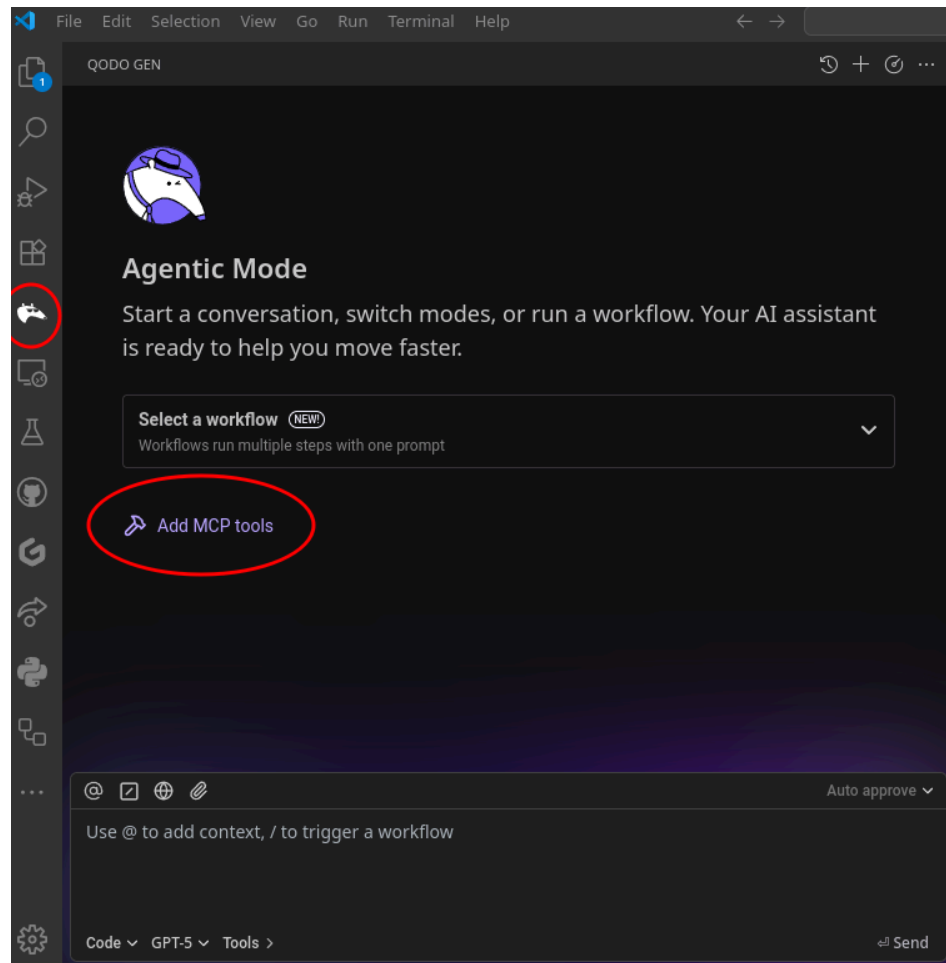 File Edit Selection View Go Run Terminal Help
QODO GEN
1
Agentic Mode
Start a conversation, switch modes, or run a workflow. Your AI assistant
is ready to help you move faster.
Select a workflow NEW!
Workflows run multiple steps with one prompt
Add MCP tools
Auto approve
Use @ to add context, / to trigger a workflow
Code GPT-5 Tools
Send